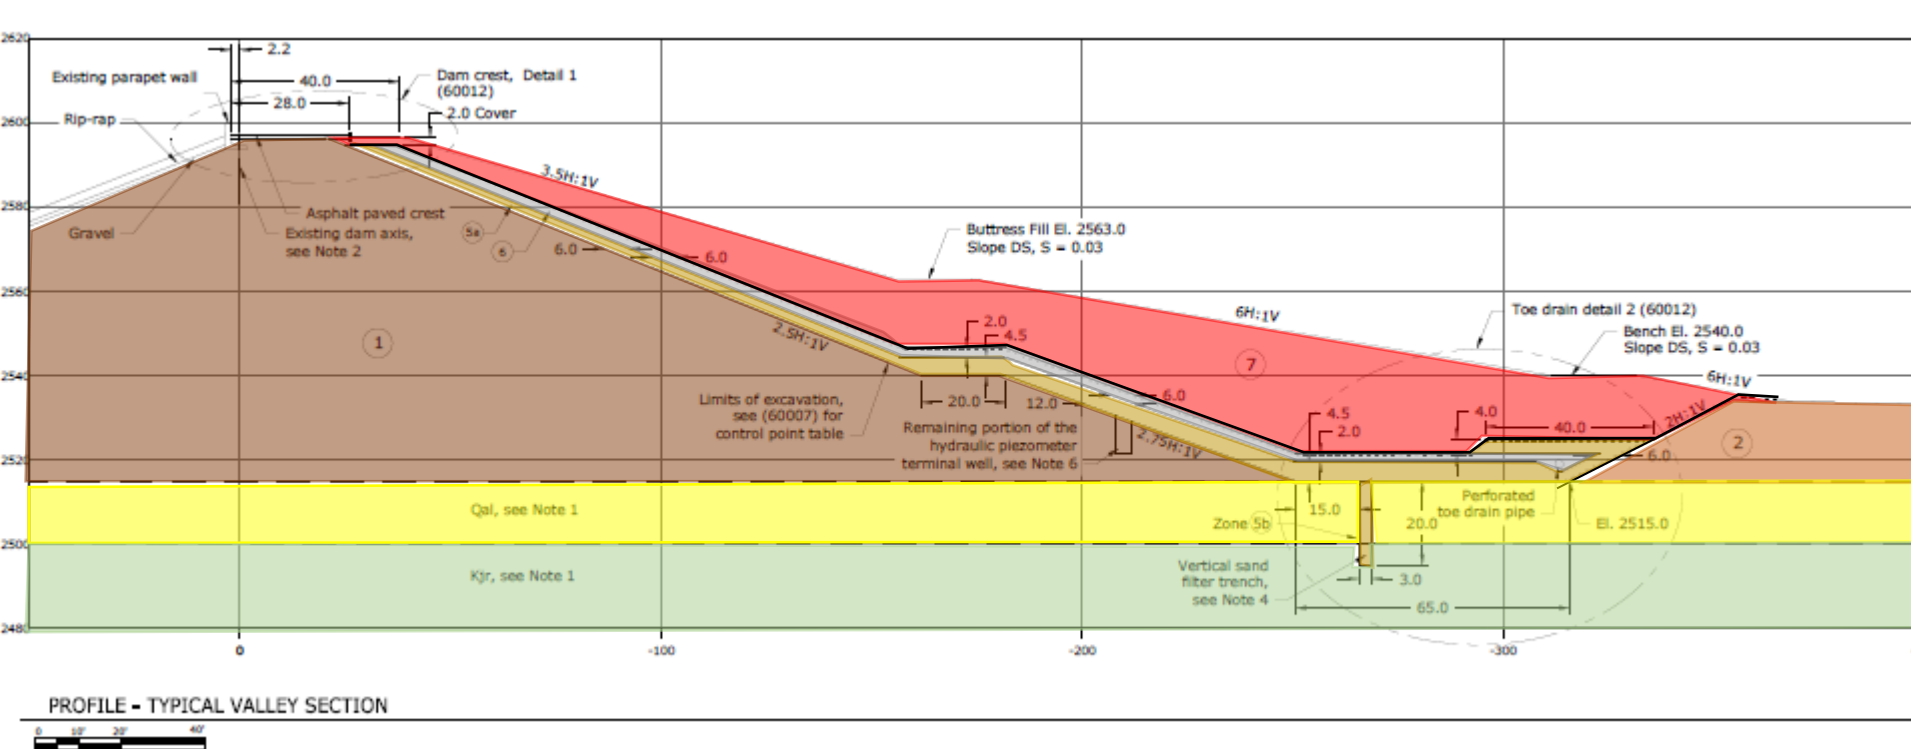 2620
2.2
Existing parapet wall
40.0
Dam crest, Detail 1
(60012)
28.0
2.0 Cover
Rip-rap
2600
3.5H:1V
2580
Asphalt paved crest
Gravel
Existing dam axis,
see Note 2
5a
6
6.0
6.0
Buttress Fill El. 2563.0
Slope DS, S = 0.03
2560
6H:1V
Toe drain detail 2 (60012)
Bench El. 2540.0
Slope DS, S = 0.03
2.0
4.5
2.5H:1V
1
7
2540
6H:1V
Limits of excavation,
see (60007) for
control point table
20.0
12.0
6.0
Remaining portion of the
hydraulic piezometer
terminal well, see Note 6
2.75H:1V
4.5
2.0
4.0
40.0
2H:1V
6.0
2
2520
Qal, see Note 1
Zone 5b
15.0
20.0
Perforated
toe drain pipe
El. 2515.0
2500
Kjr, see Note 1
Vertical sand
filter trench,
see Note 4
3.0
65.0
2480
0
-100
-200
-300
PROFILE - TYPICAL VALLEY SECTION
0 10' 20' 40'